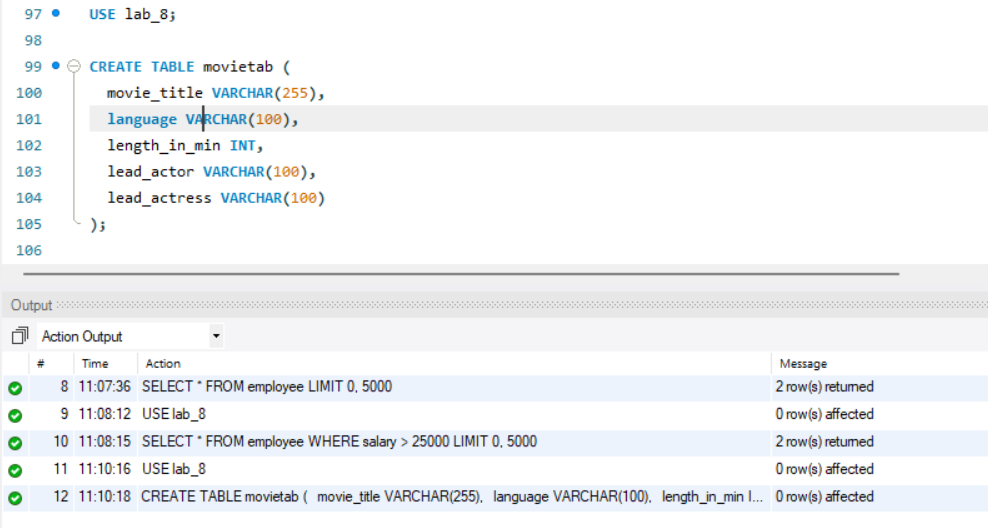 97 USE lab_8;
98
99 CREATE TABLE movietab (
100 movie_title VARCHAR(255),
101 language VARCHAR(100),
102 length_in_min INT,
103 lead_actor VARCHAR(100),
104 lead_actress VARCHAR(100)
105 );
106
Output
Action Output
# Time Action Message
8 11:07:36 SELECT * FROM employee LIMIT 0, 5000 2 row(s) returned
9 11:08:12 USE lab_8 0 row(s) affected
10 11:08:15 SELECT * FROM employee WHERE salary > 25000 LIMIT 0, 5000 2 row(s) returned
11 11:10:16 USE lab_8 0 row(s) affected
12 11:10:18 CREATE TABLE movietab ( movie_title VARCHAR(255), language VARCHAR(100), length_in_min I... 0 row(s) affected